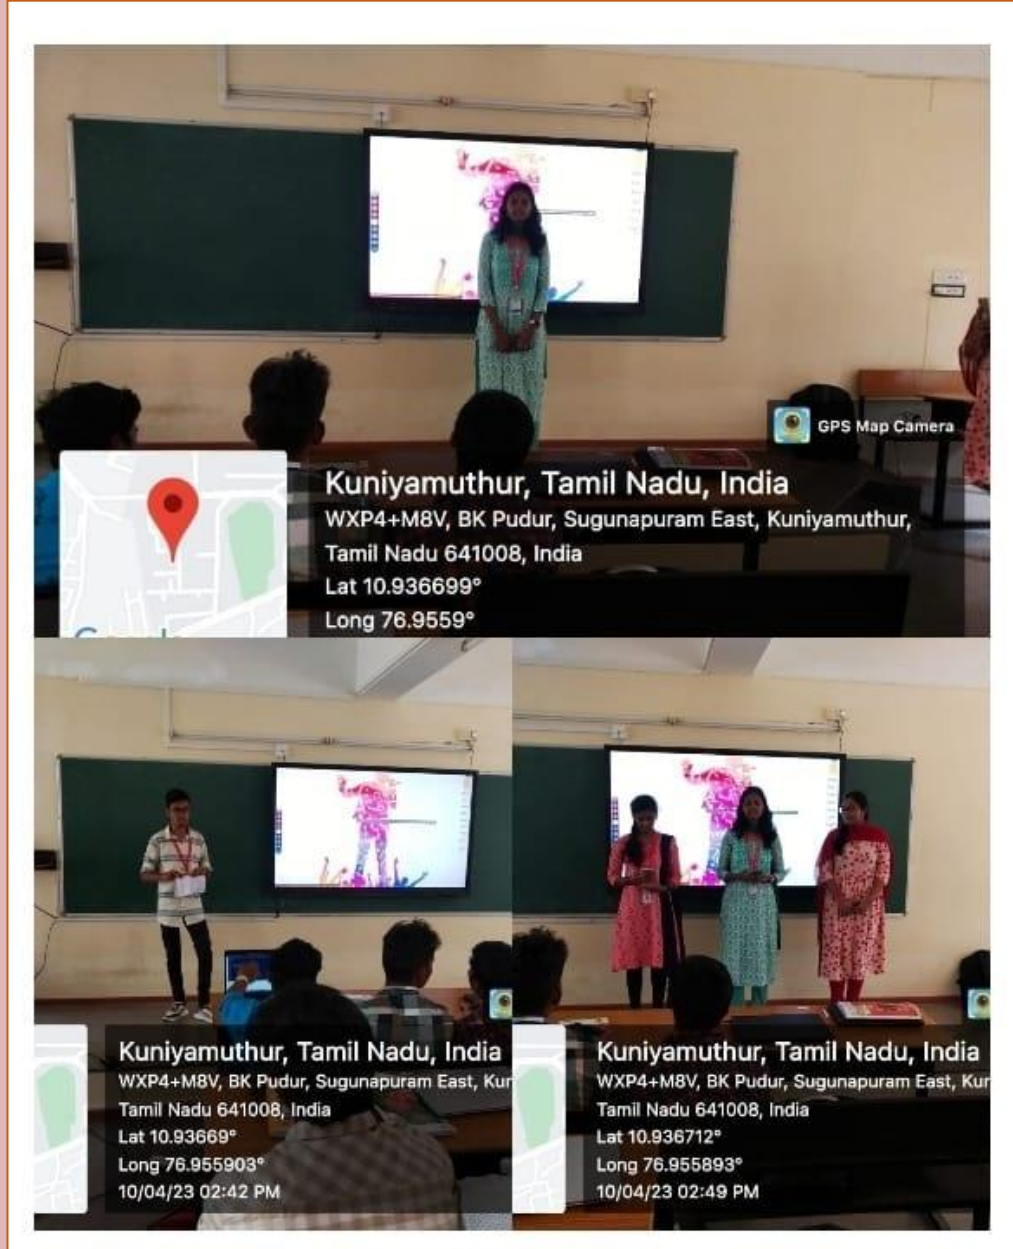 GPS Map Camera
Kuniyamuthur, Tamil Nadu, India
WXP4+M8V, BK Pudur, Sugunapuram East, Kuniyamuthur,
Tamil Nadu 641008, India
Lat 10.936699°
Long 76.9559°
Kuniyamuthur, Tamil Nadu, India
WXP4+M8V, BK Pudur, Sugunapuram East, Kur
Tamil Nadu 641008, India
Lat 10.93669°
Long 76.955903°
10/04/23 02:42 PM
Kuniyamuthur, Tamil Nadu, India
WXP4+M8V, BK Pudur, Sugunapuram East, Kur
Tamil Nadu 641008, India
Lat 10.936712°
Long 76.955893°
10/04/23 02:49 PM